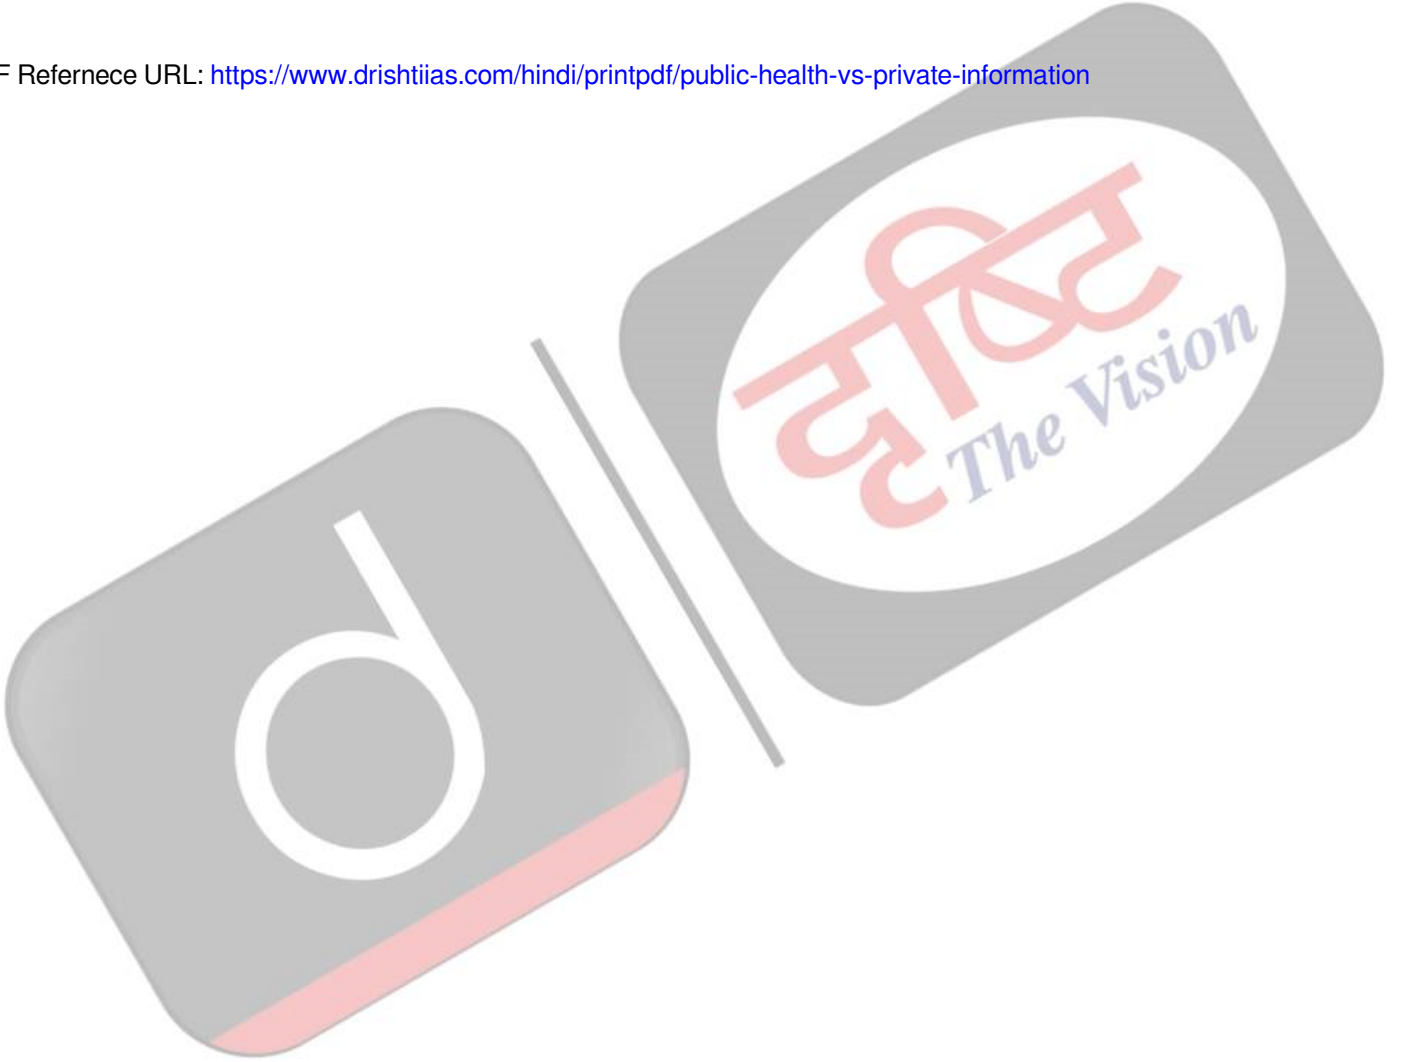 F Refernece URL: https://www.drishtiias.com/hindi/printpdf/public-health-vs-private-information
दृष्टि
The Vision
d